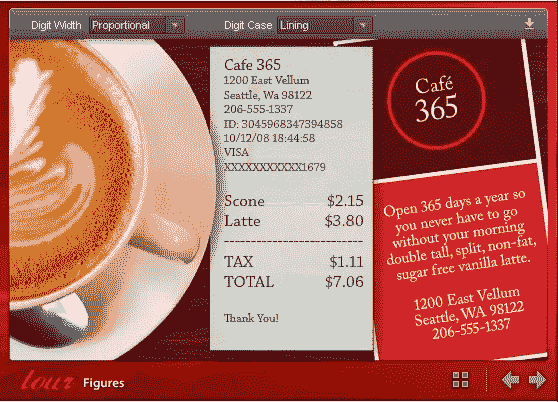 Digit Width Proportional Digit Case Lining
Cafe 365
1200 East Vellum
Seattle, Wa 98122
206-555-1337
ID: 3045968347394858
10/12/08 18:44:58
VISA
XXXXXXXXXXX1679
Scone $2.15
Latte $3.80
--------------------------
TAX $1.11
TOTAL $7.06
Thank You!
Café
365
Open 365 days a year so
you never have to go
without your morning
double tall, split, non-fat,
sugar free vanilla latte.
1200 East Vellum
Seattle, WA 98122
206-555-1337
tour Figures